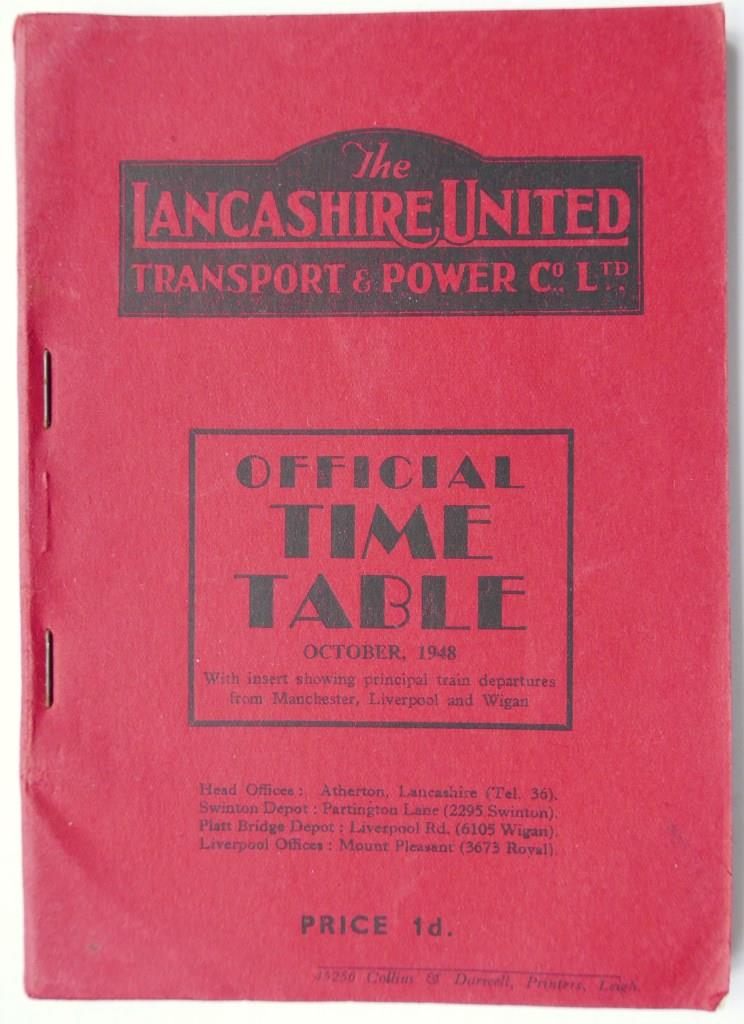 The
LANCASHIRE UNITED
TRANSPORT & POWER Co. LTD.
OFFICIAL
TIME
TABLE
OCTOBER, 1948
With insert showing principal train departures
from Manchester, Liverpool and Wigan
Head Offices : Atherton, Lancashire (Tel. 36).
Swinton Depot : Partington Lane (2295 Swinton).
Platt Bridge Depot : Liverpool Rd. (6105 Wigan).
Liverpool Offices : Mount Pleasant (3673 Royal).
PRICE 1d.
45256 Collins & Darwell, Printers, Leigh.